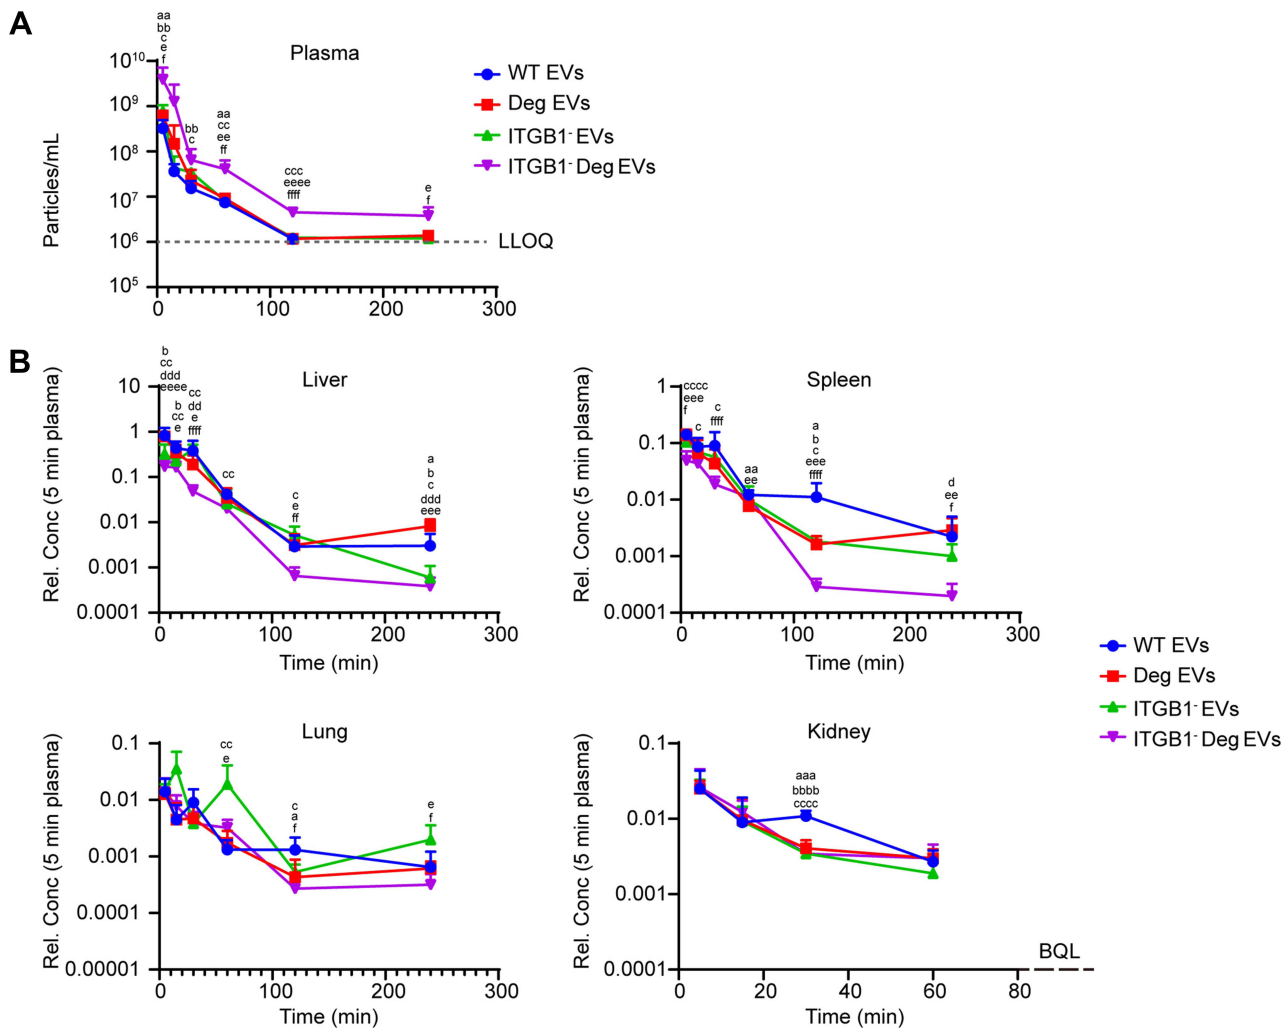 A
Plasma
aa
bb
c
e
f
bb
c
aa
cc
ee
ff
ccc
eeee
ffff
e
f
Particles/mL
10¹⁰
10⁹
10⁸
10⁷
10⁶
10⁵
LLOQ
0
100
200
300
WT EVs
Deg EVs
ITGB1⁻ EVs
ITGB1⁻ Deg EVs
B
Liver
b
cc
ddd
eeee
b
cc
e
cc
dd
e
ffff
cc
c
e
ff
a
b
c
ddd
eee
Rel. Conc (5 min plasma)
10
1
0.1
0.01
0.001
0.0001
0
100
200
300
Time (min)
Spleen
cccc
eee
f
c
c
ffff
aa
ee
a
b
c
eee
ffff
d
ee
f
Rel. Conc (5 min plasma)
1
0.1
0.01
0.001
0.0001
0
100
200
300
Time (min)
WT EVs
Deg EVs
ITGB1⁻ EVs
ITGB1⁻ Deg EVs
Lung
cc
e
c
a
f
e
f
Rel. Conc (5 min plasma)
0.1
0.01
0.001
0.0001
0.00001
0
100
200
300
Time (min)
Kidney
aaa
bbbb
cccc
Rel. Conc (5 min plasma)
0.1
0.01
0.001
0.0001
BQL
0
20
40
60
80
Time (min)